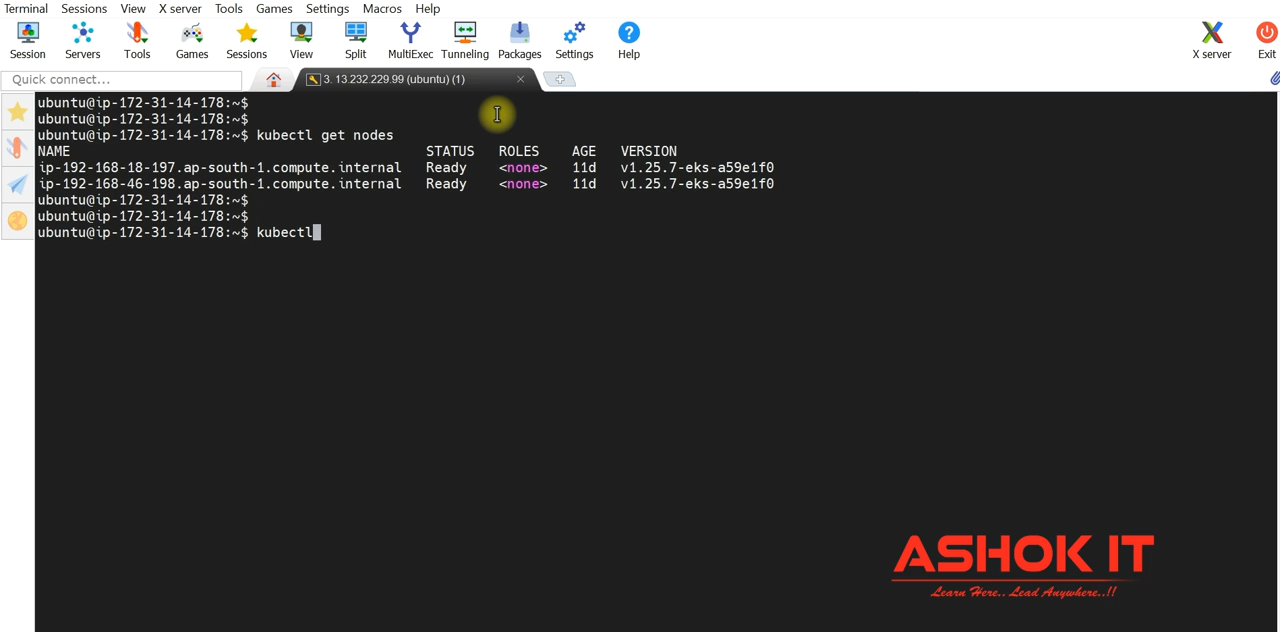 Terminal Sessions View X server Tools Games Settings Macros Help
Session Servers Tools Games Sessions View Split MultiExec Tunneling Packages Settings Help X server Exit
Quick connect... 3. 13.232.229.99 (ubuntu) (1)
ubuntu@ip-172-31-14-178:~$
ubuntu@ip-172-31-14-178:~$
ubuntu@ip-172-31-14-178:~$ kubectl get nodes
NAME STATUS ROLES AGE VERSION
ip-192-168-18-197.ap-south-1.compute.internal Ready <none> 11d v1.25.7-eks-a59e1f0
ip-192-168-46-198.ap-south-1.compute.internal Ready <none> 11d v1.25.7-eks-a59e1f0
ubuntu@ip-172-31-14-178:~$
ubuntu@ip-172-31-14-178:~$
ubuntu@ip-172-31-14-178:~$ kubectl
ASHOK IT
Learn Here.. Lead Anywhere..!!